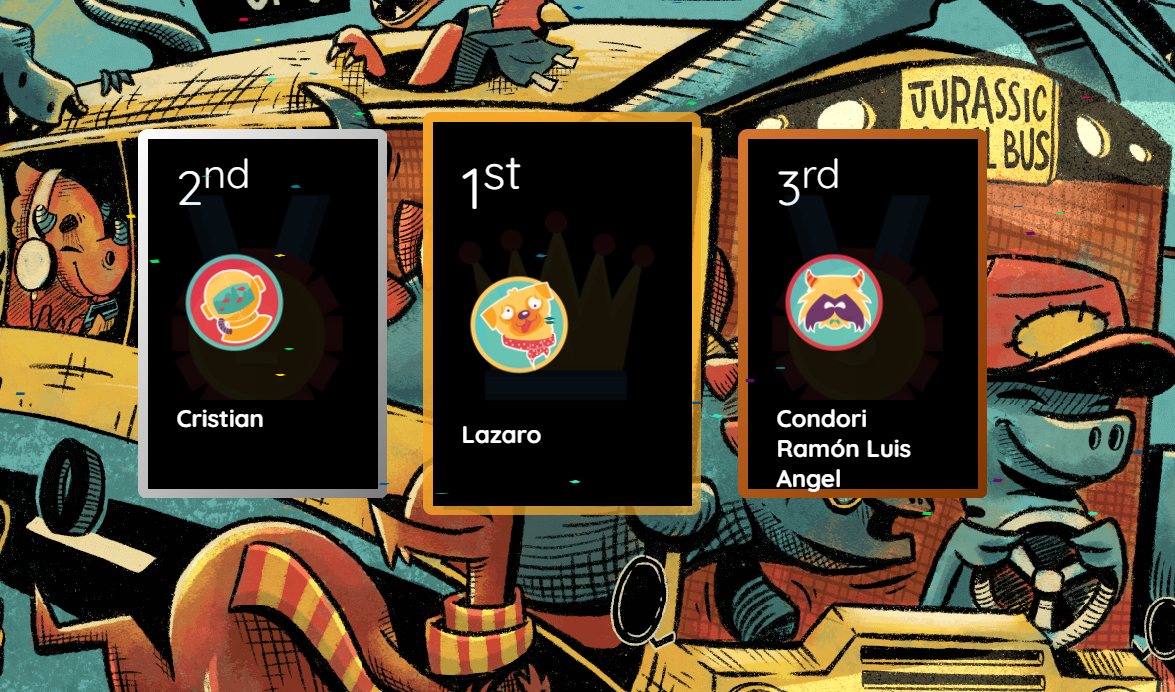 JURASSIC
BUS
2nd
Cristian
1st
Lazaro
3rd
Condori
Ramón Luis
Angel